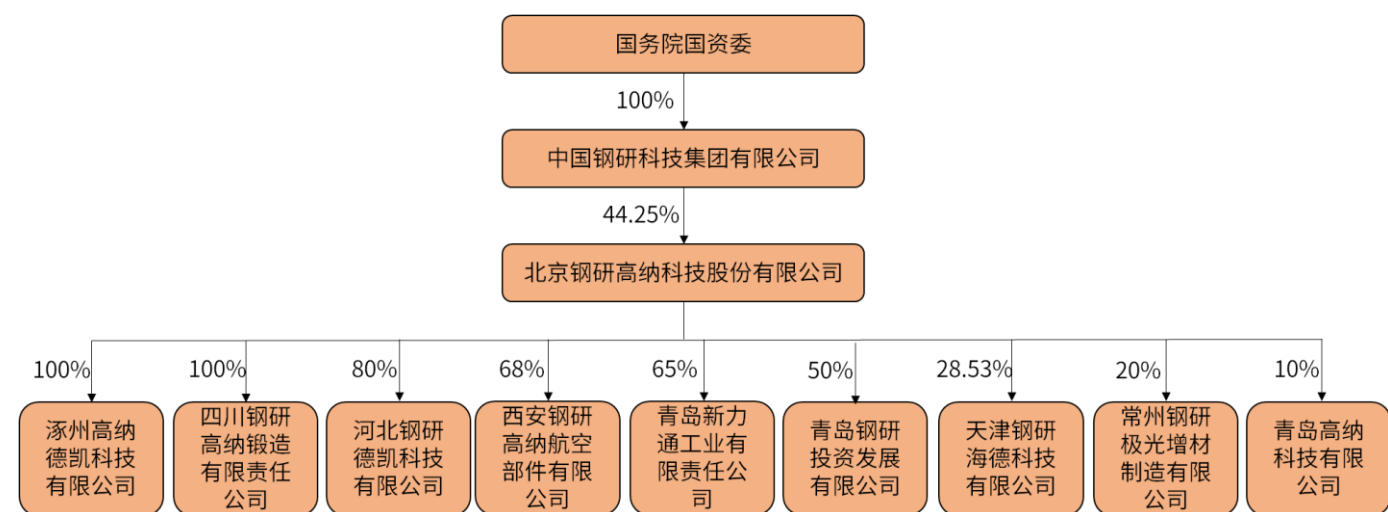 国务院国资委
100%
中国钢研科技集团有限公司
44.25%
北京钢研高纳科技股份有限公司
100%
100%
80%
68%
65%
50%
28.53%
20%
10%
涿州高纳
德凯科技
有限公司
四川钢研
高纳锻造
有限责任
公司
河北钢研
德凯科技
有限公司
西安钢研
高纳航空
部件有限
公司
青岛新力
通工业有
限责任公
司
青岛钢研
投资发展
有限公司
天津钢研
海德科技
有限公司
常州钢研
极光增材
制造有限
公司
青岛高纳
科技有限
公司